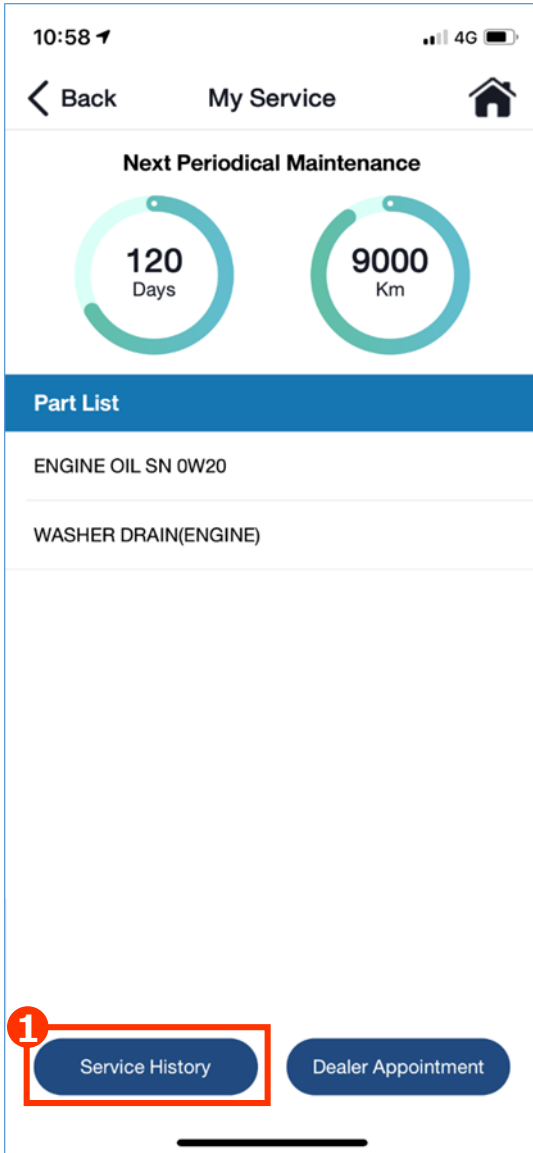 10:58
4G
Back
My Service
Next Periodical Maintenance
120
Days
9000
Km
Part List
ENGINE OIL SN 0W20
WASHER DRAIN(ENGINE)
1
Service History
Dealer Appointment